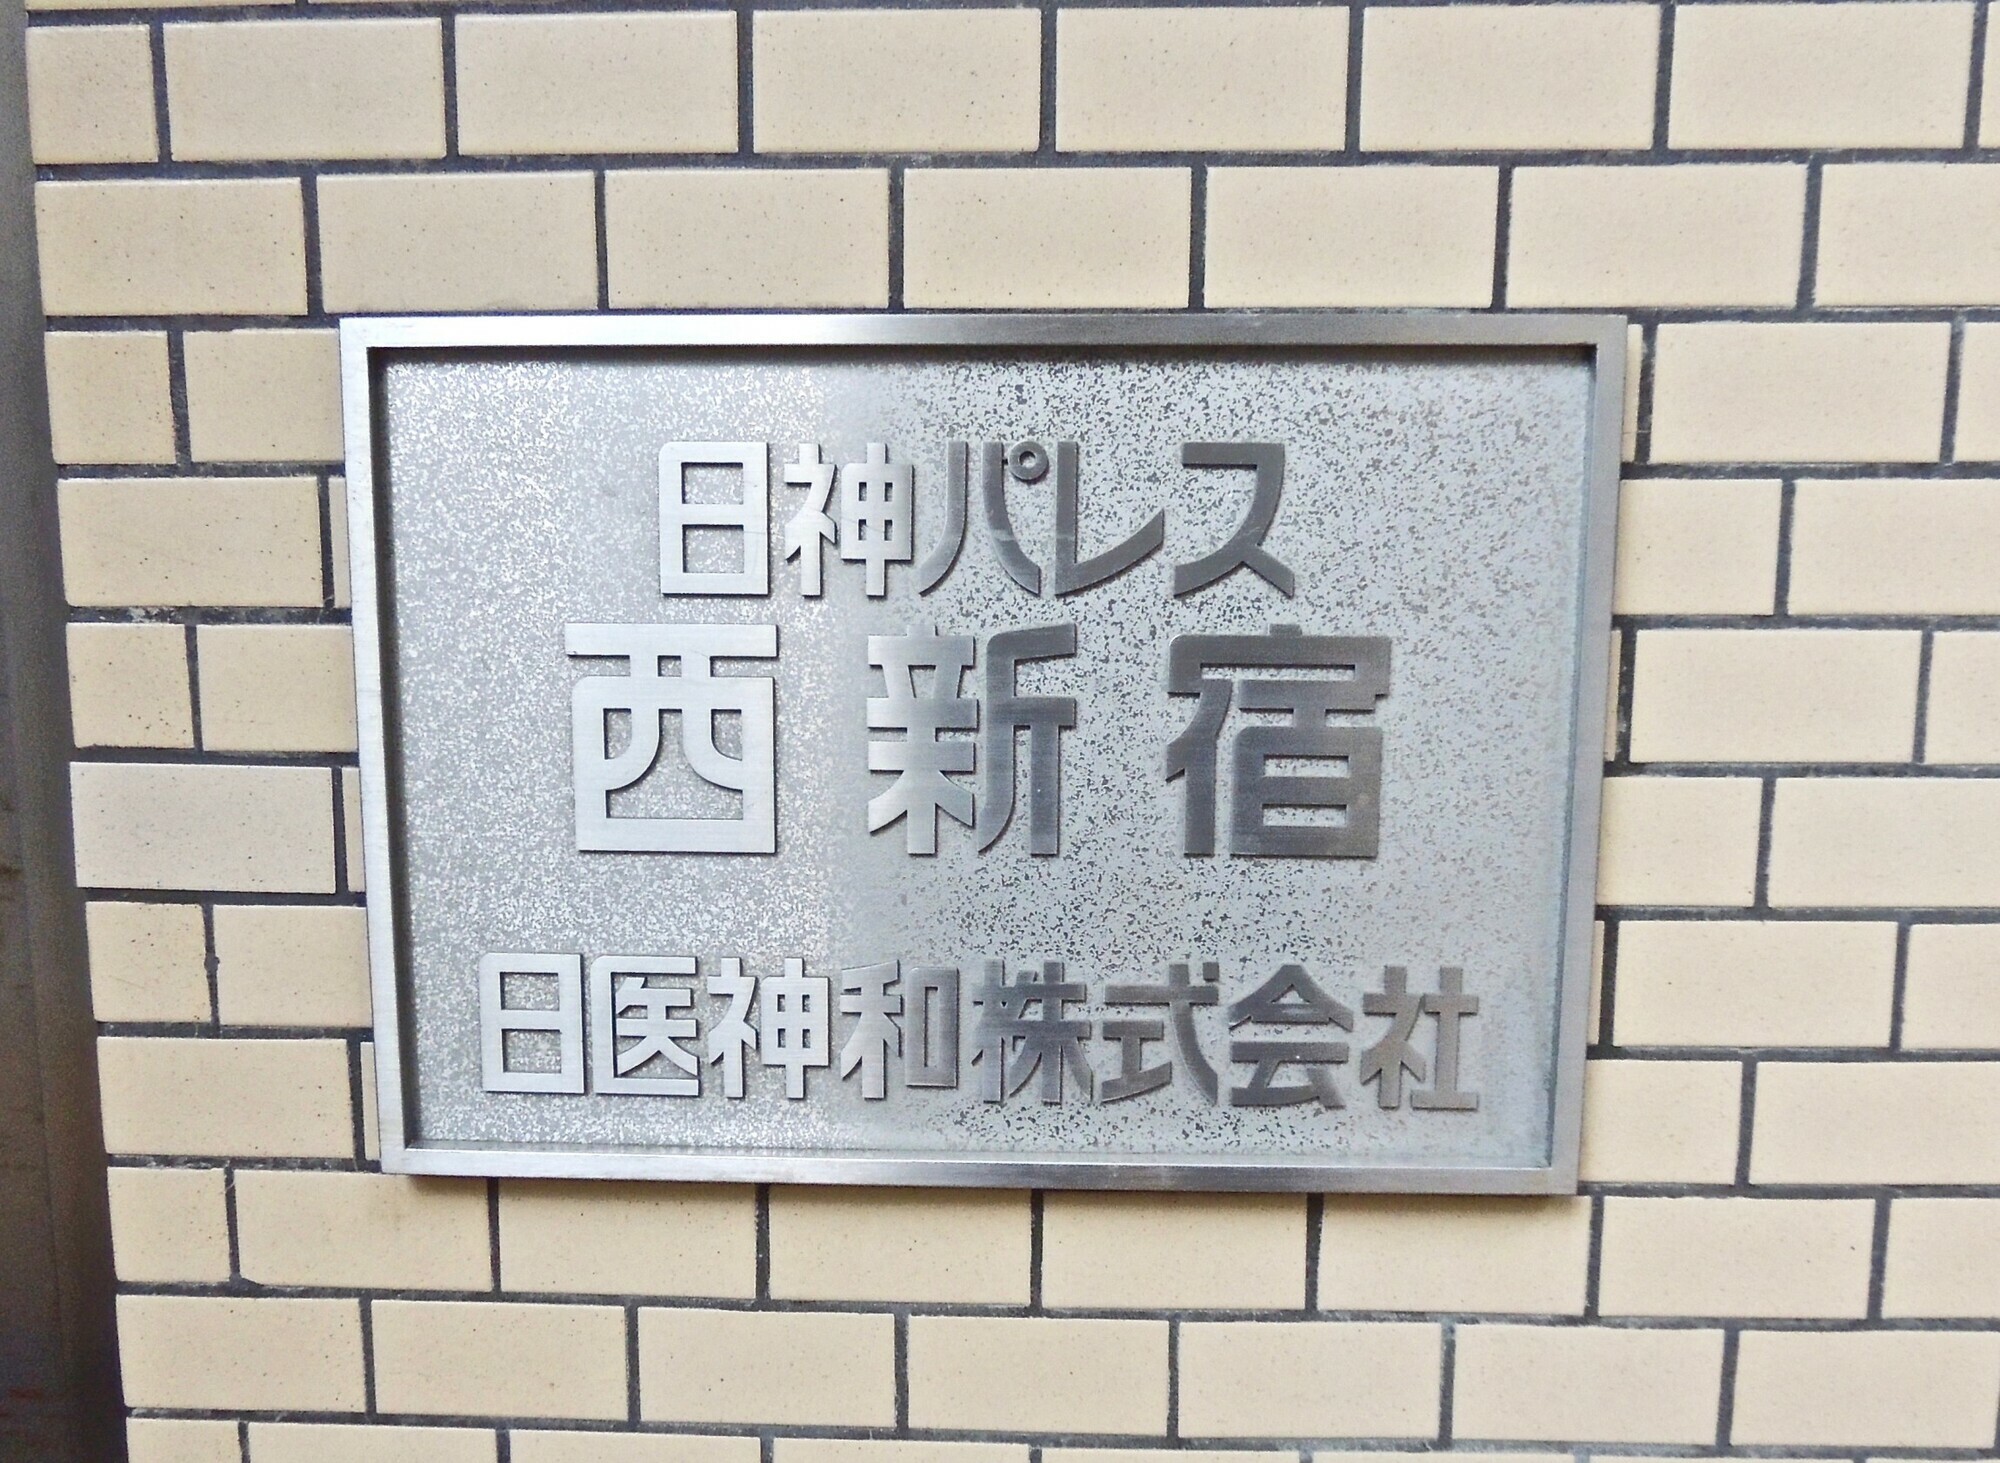 日神パレス
西新宿
日医神和株式会社